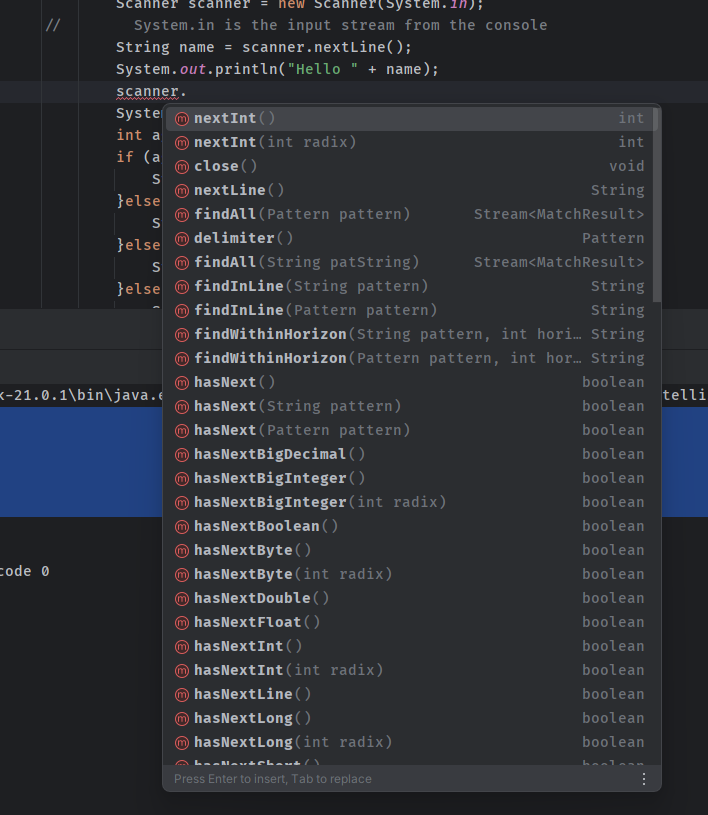 Scanner scanner = new Scanner(System.in);
// System.in is the input stream from the console
String name = scanner.nextLine();
System.out.println("Hello " + name);
scanner.
Syste
int a
if (a
S
}else
S
}else
S
}else
nextInt() int
nextInt(int radix) int
close() void
nextLine() String
findAll(Pattern pattern) Stream<MatchResult>
delimiter() Pattern
findAll(String patString) Stream<MatchResult>
findInLine(String pattern) String
findInLine(Pattern pattern) String
findWithinHorizon(String pattern, int hori… String
findWithinHorizon(Pattern pattern, int hor… String
hasNext() boolean
hasNext(String pattern) boolean
hasNext(Pattern pattern) boolean
hasNextBigDecimal() boolean
hasNextBigInteger() boolean
hasNextBigInteger(int radix) boolean
hasNextBoolean() boolean
hasNextByte() boolean
hasNextByte(int radix) boolean
hasNextDouble() boolean
hasNextFloat() boolean
hasNextInt() boolean
hasNextInt(int radix) boolean
hasNextLine() boolean
hasNextLong() boolean
hasNextLong(int radix) boolean
hasNextShort() boolean
Press Enter to insert, Tab to replace
k-21.0.1\bin\java.e telli
code 0